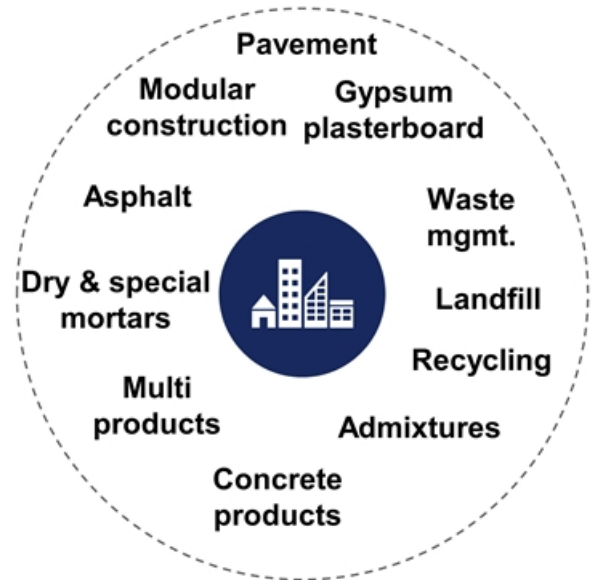 Pavement
Modular
construction
Gypsum
plasterboard
Asphalt
Waste
mgmt.
Dry & special
mortars
Landfill
Recycling
Multi
products
Admixtures
Concrete
products